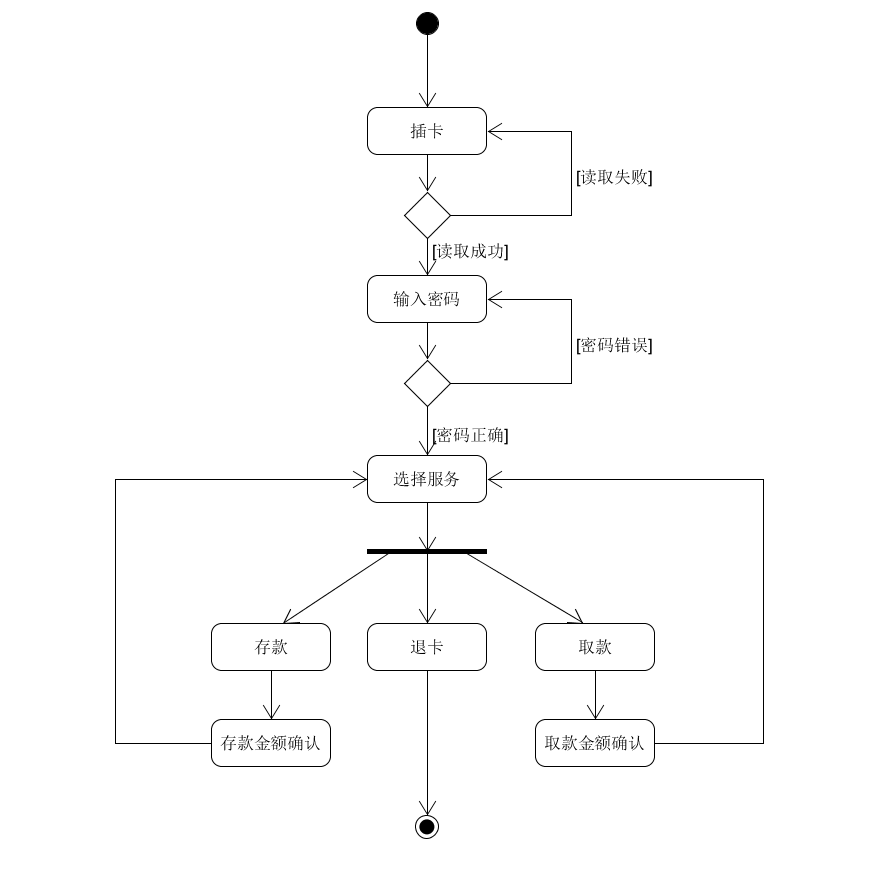 插卡
[读取失败]
[读取成功]
输入密码
[密码错误]
[密码正确]
选择服务
存款
退卡
取款
存款金额确认
取款金额确认